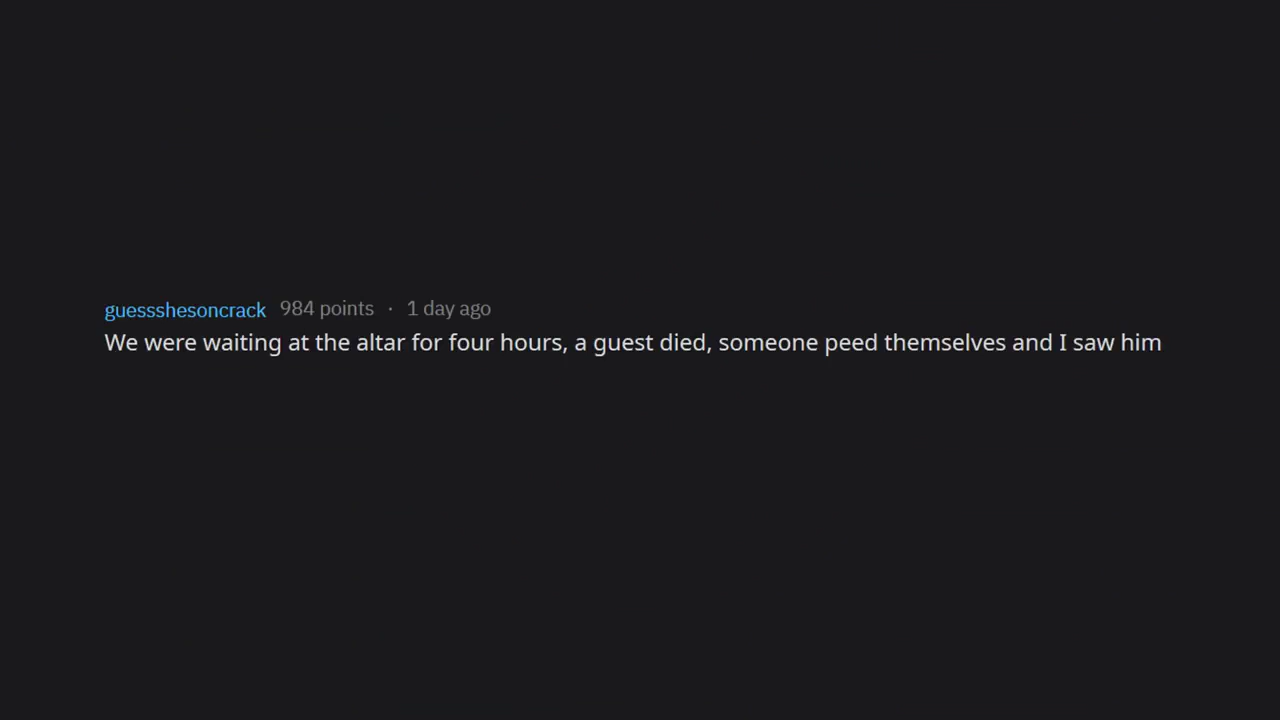 guessshesoncrack 984 points · 1 day ago
We were waiting at the altar for four hours, a guest died, someone peed themselves and I saw him